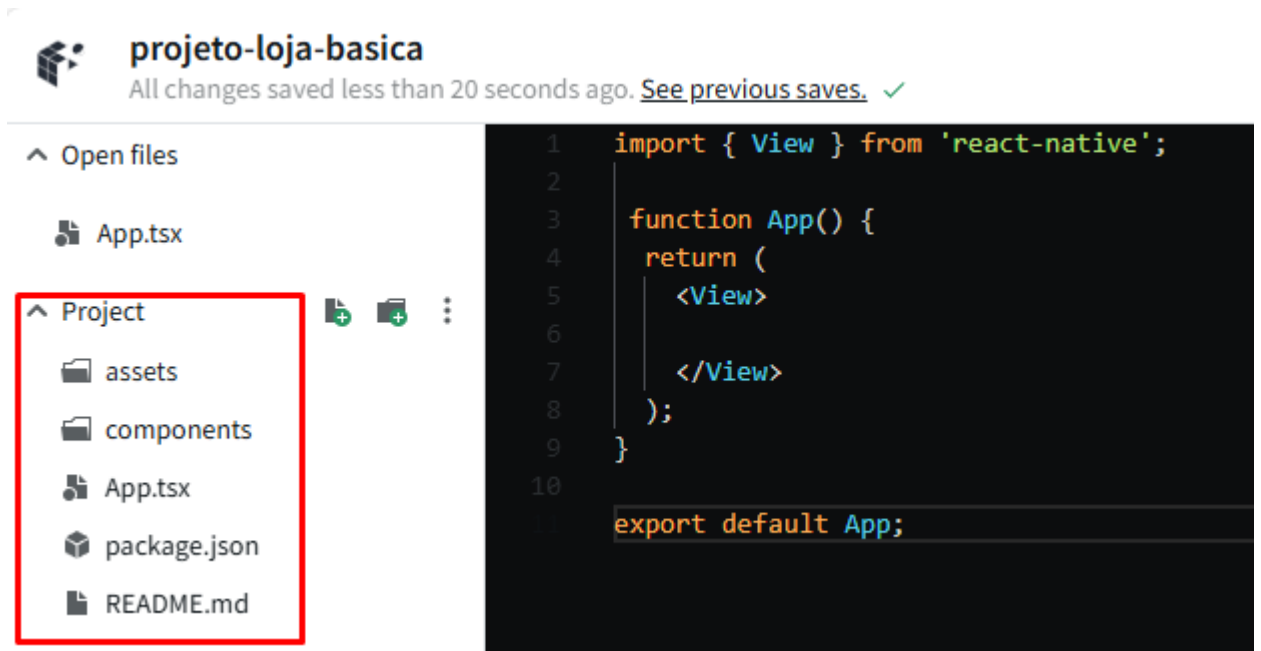 projeto-loja-basica
All changes saved less than 20 seconds ago. See previous saves.
Open files
App.tsx
Project
assets
components
App.tsx
package.json
README.md
1 import { View } from 'react-native';
2
3 function App() {
4 return (
5 <View>
6
7 </View>
8 );
9 }
10
11 export default App;